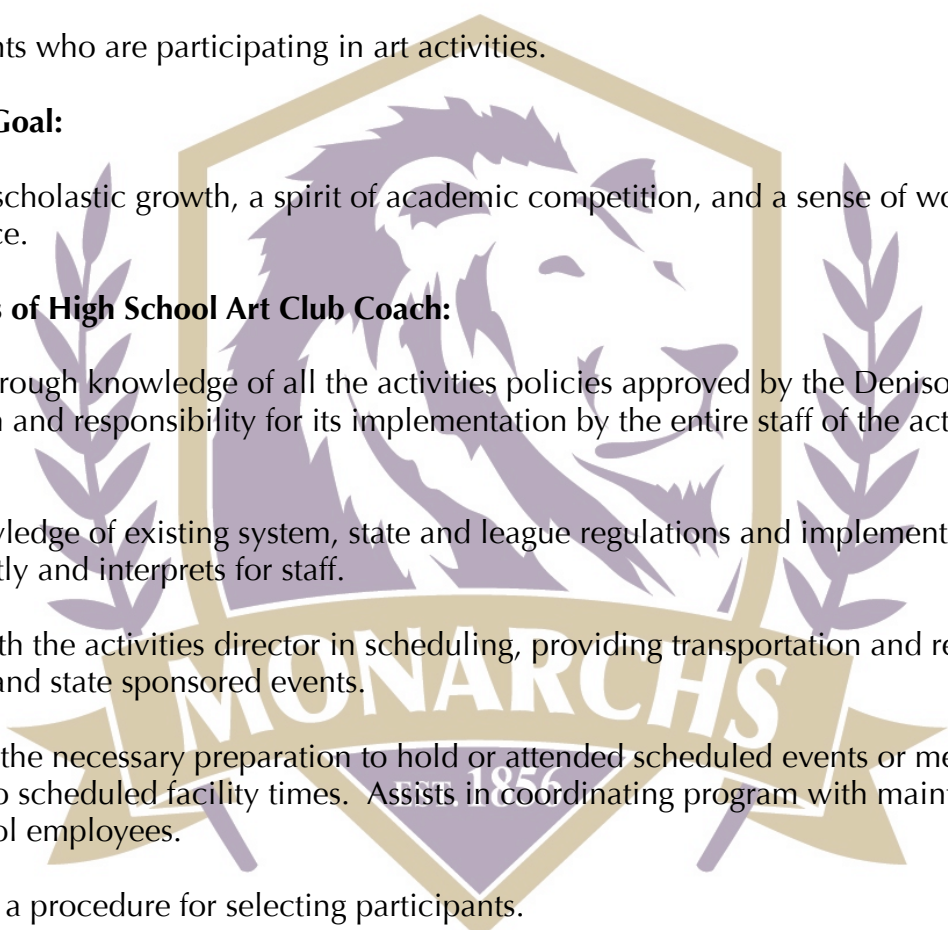 nts who are participating in art activities.
Goal:
scholastic growth, a spirit of academic competition, and a sense of wo
ce.
s of High School Art Club Coach:
rough knowledge of all the activities policies approved by the Deniso
n and responsibility for its implementation by the entire staff of the act
wledge of existing system, state and league regulations and implement
tly and interprets for staff.
th the activities director in scheduling, providing transportation and re
and state sponsored events.
MONARCHS
the necessary preparation to hold or attended scheduled events or me
EST. 1856
o scheduled facility times.  Assists in coordinating program with maint
ol employees.
a procedure for selecting participants.